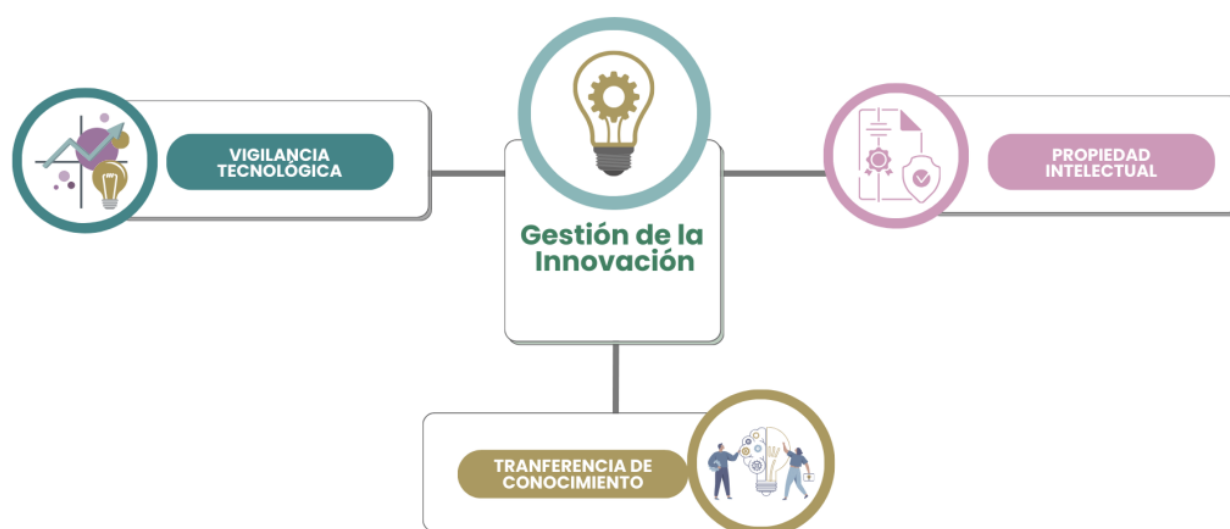 VIGILANCIA
TECNOLÓGICA
Gestión de la
Innovación
PROPIEDAD
INTELECTUAL
TRANFERENCIA DE
CONOCIMIENTO